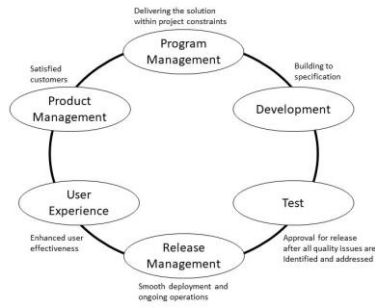 Delivering the solution
within project constraints
Program
Management
Building to
specification
Development
Test
Approval for release
after all quality issues are
Identified and addressed
Release
Management
Smooth deployment and
ongoing operations
User
Experience
Enhanced user
effectiveness
Product
Management
Satisfied
customers